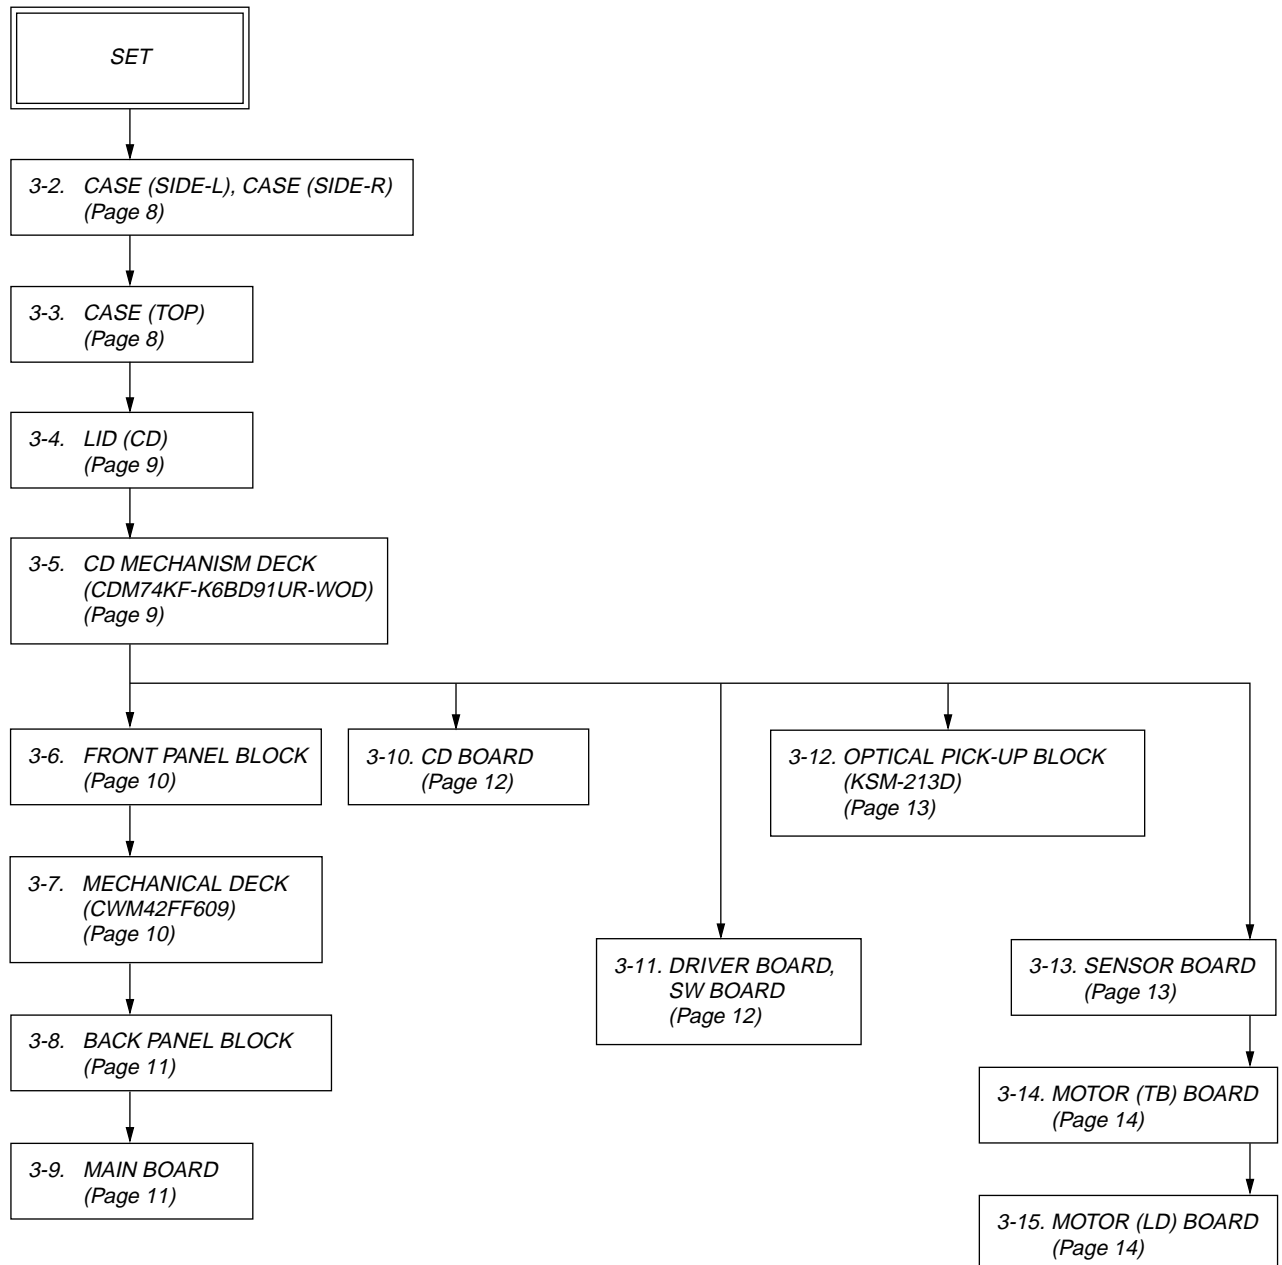 SET
3-2. CASE (SIDE-L), CASE (SIDE-R)
(Page 8)
3-3. CASE (TOP)
(Page 8)
3-4. LID (CD)
(Page 9)
3-5. CD MECHANISM DECK
(CDM74KF-K6BD91UR-WOD)
(Page 9)
3-6. FRONT PANEL BLOCK
(Page 10)
3-10. CD BOARD
(Page 12)
3-12. OPTICAL PICK-UP BLOCK
(KSM-213D)
(Page 13)
3-7. MECHANICAL DECK
(CWM42FF609)
(Page 10)
3-11. DRIVER BOARD,
SW BOARD
(Page 12)
3-13. SENSOR BOARD
(Page 13)
3-8. BACK PANEL BLOCK
(Page 11)
3-14. MOTOR (TB) BOARD
(Page 14)
3-9. MAIN BOARD
(Page 11)
3-15. MOTOR (LD) BOARD
(Page 14)